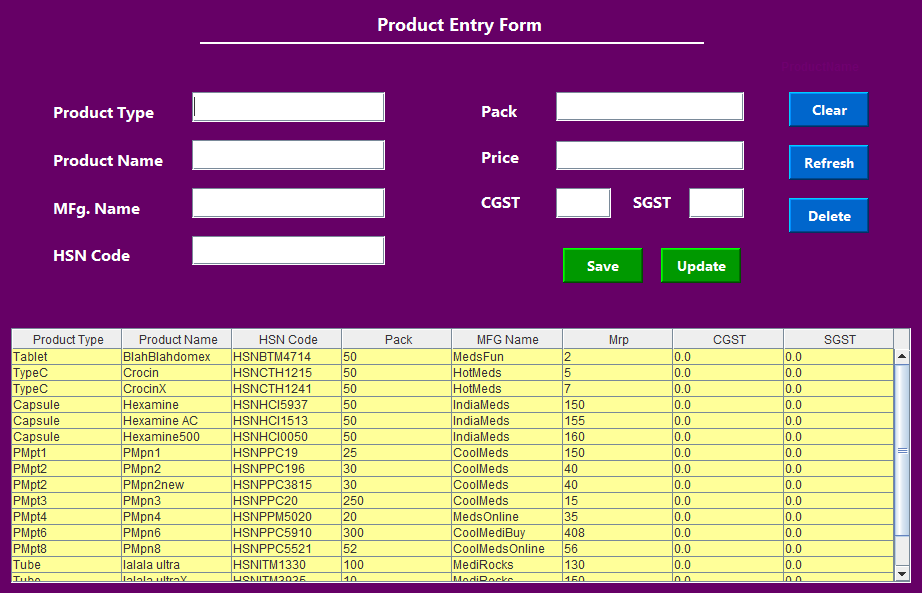 Product Entry Form
Product Type Pack Clear
Product Name Price Refresh
MFg. Name CGST SGST Delete
HSN Code Save Update
Product Type Product Name HSN Code Pack MFG Name Mrp CGST SGST
Tablet BlahBlahdomex HSNBTM4714 50 MedsFun 2 0.0 0.0
TypeC Crocin HSNCTH1215 50 HotMeds 5 0.0 0.0
TypeC CrocinX HSNCTH1241 50 HotMeds 7 0.0 0.0
Capsule Hexamine HSNHCI5937 50 IndiaMeds 150 0.0 0.0
Capsule Hexamine AC HSNHCI1513 50 IndiaMeds 155 0.0 0.0
Capsule Hexamine500 HSNHCI0050 50 IndiaMeds 160 0.0 0.0
PMpt1 PMpn1 HSNPPC19 25 CoolMeds 150 0.0 0.0
PMpt2 PMpn2 HSNPPC196 30 CoolMeds 40 0.0 0.0
PMpt2 PMpn2new HSNPPC3815 30 CoolMeds 40 0.0 0.0
PMpt3 PMpn3 HSNPPC20 250 CoolMeds 15 0.0 0.0
PMpt4 PMpn4 HSNPPM5020 20 MedsOnline 35 0.0 0.0
PMpt6 PMpn6 HSNPPC5910 300 CoolMediBuy 408 0.0 0.0
PMpt8 PMpn8 HSNPPC5521 52 CoolMedsOnline 56 0.0 0.0
Tube lalala ultra HSNITM1330 100 MediRocks 130 0.0 0.0
Tube lalala ultraX HSNITM3935 10 MediRocks 150 0.0 0.0